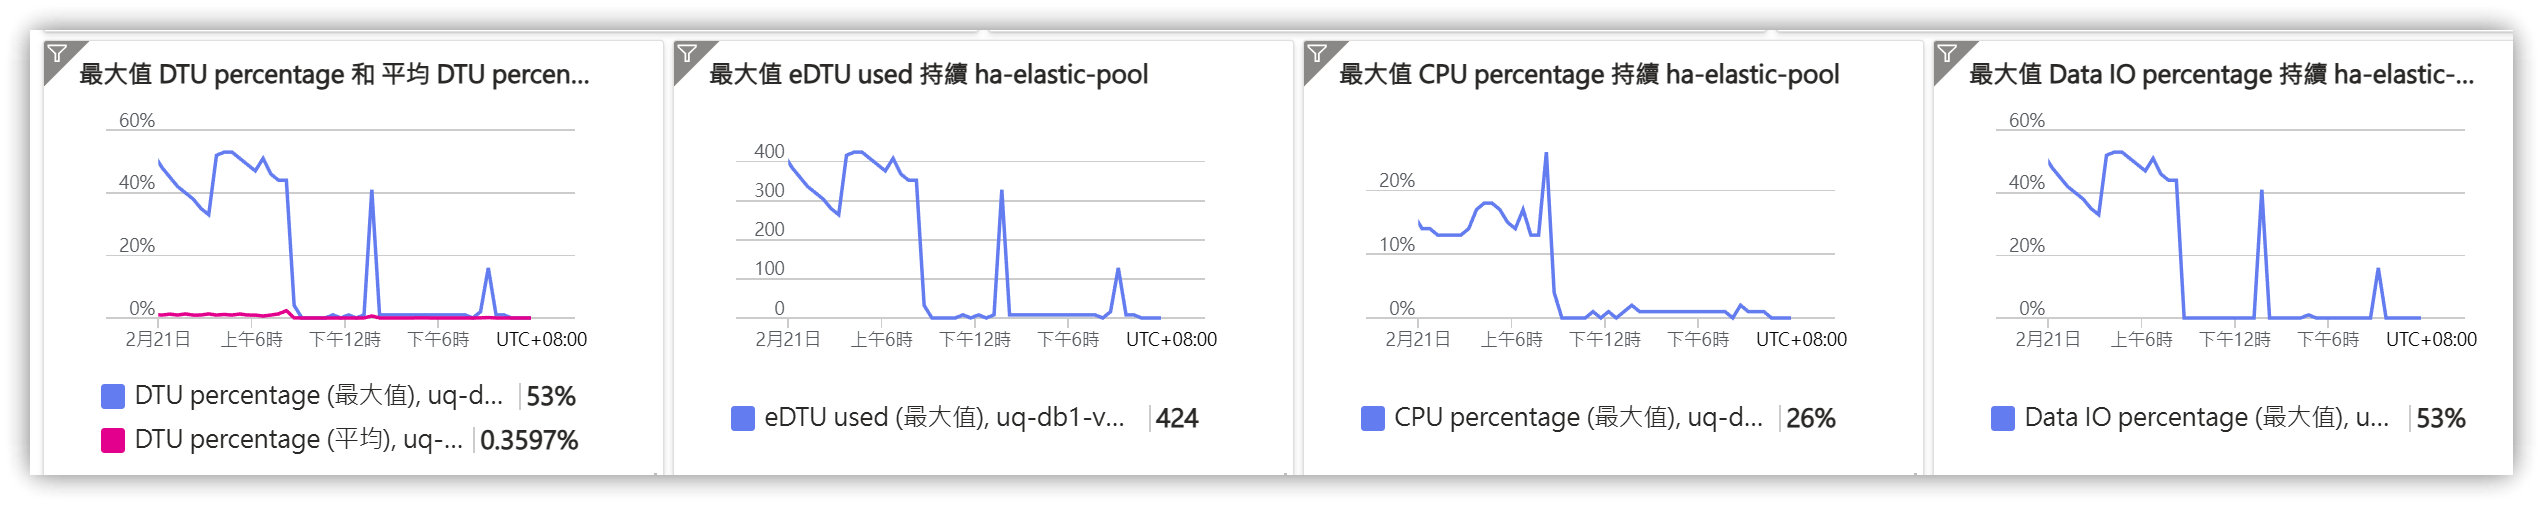 最大值 DTU percentage 和 平均 DTU percen...
60%
40%
20%
0%
2月21日 上午6時 下午12時 下午6時 UTC+08:00
DTU percentage (最大值), uq-d... 53%
DTU percentage (平均), uq-... 0.3597%
最大值 eDTU used 持續 ha-elastic-pool
400
300
200
100
0
2月21日 上午6時 下午12時 下午6時 UTC+08:00
eDTU used (最大值), uq-db1-v... 424
最大值 CPU percentage 持續 ha-elastic-pool
20%
10%
0%
2月21日 上午6時 下午12時 下午6時 UTC+08:00
CPU percentage (最大值), uq-d... 26%
最大值 Data IO percentage 持續 ha-elastic-...
60%
40%
20%
0%
2月21日 上午6時 下午12時 下午6時 UTC+08:00
Data IO percentage (最大值), u... 53%